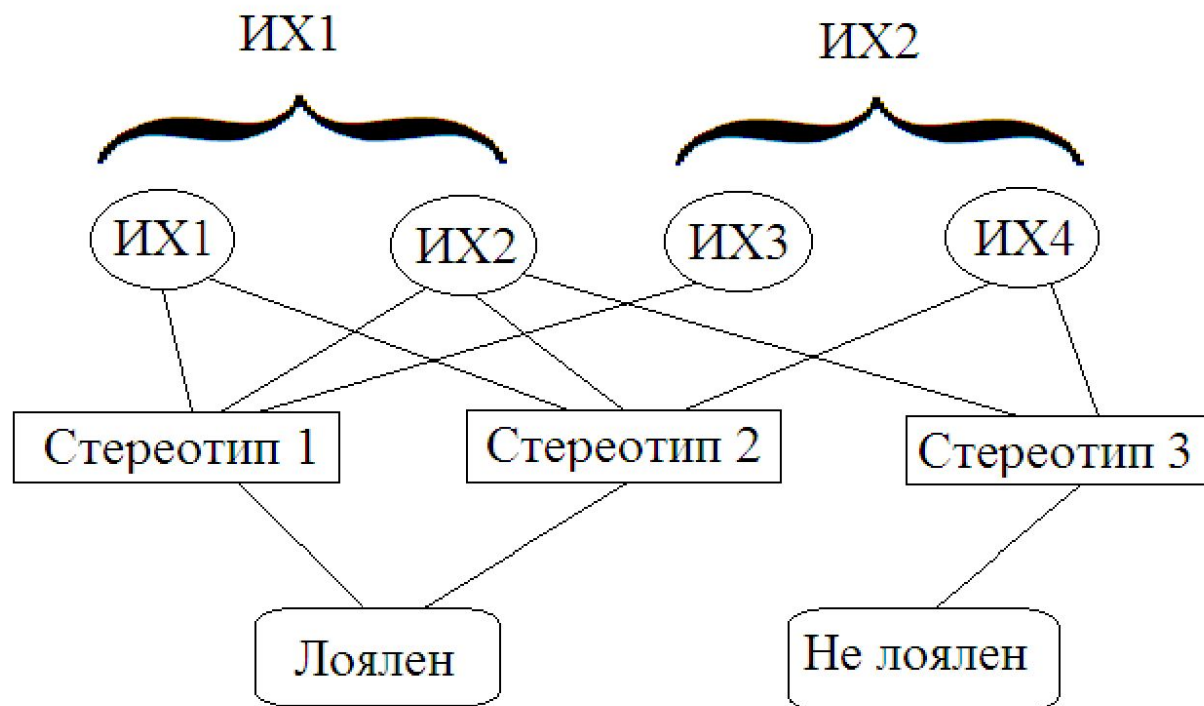 ИХ1
ИХ2
ИХ1
ИХ2
ИХ3
ИХ4
Стереотип 1
Стереотип 2
Стереотип 3
Лоялен
Не лоялен